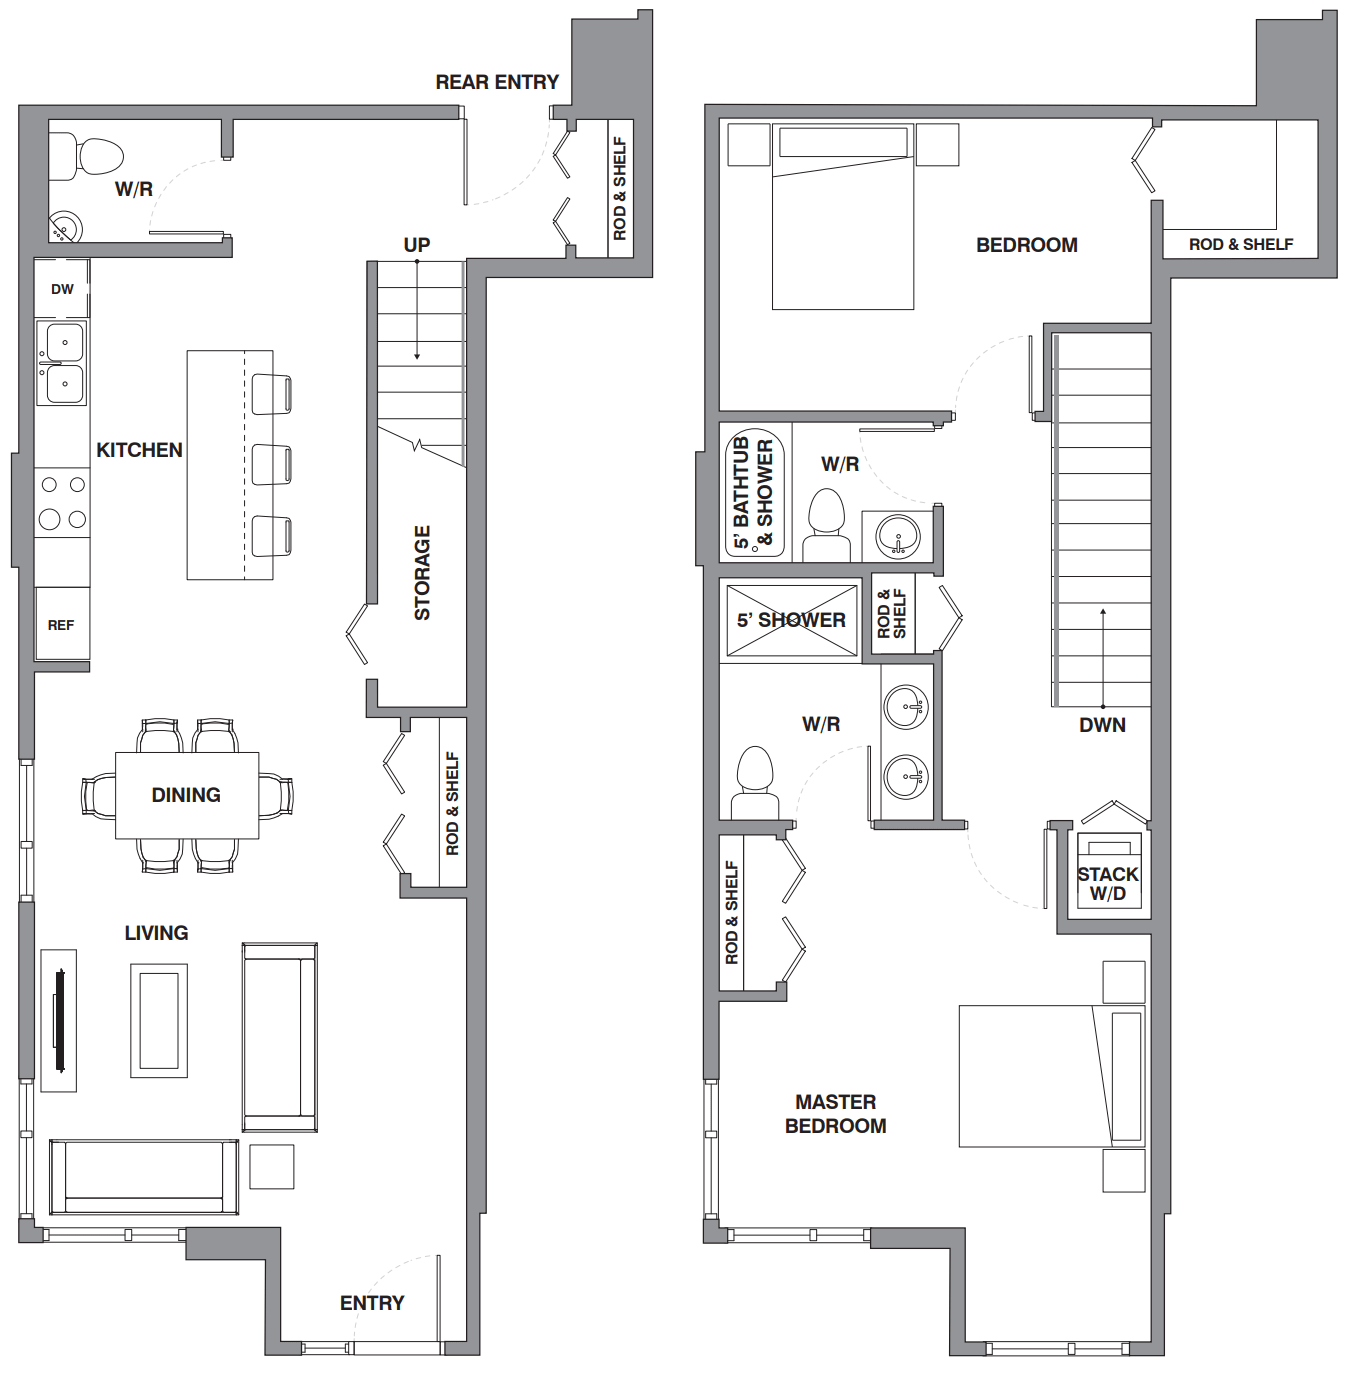 REAR ENTRY
W/R
ROD & SHELF
UP
DW
KITCHEN
STORAGE
REF
DINING
ROD & SHELF
LIVING
ENTRY
BEDROOM
ROD & SHELF
5’ BATHTUB
& SHOWER
W/R
5’ SHOWER
ROD &
SHELF
W/R
DWN
ROD & SHELF
STACK
W/D
MASTER
BEDROOM